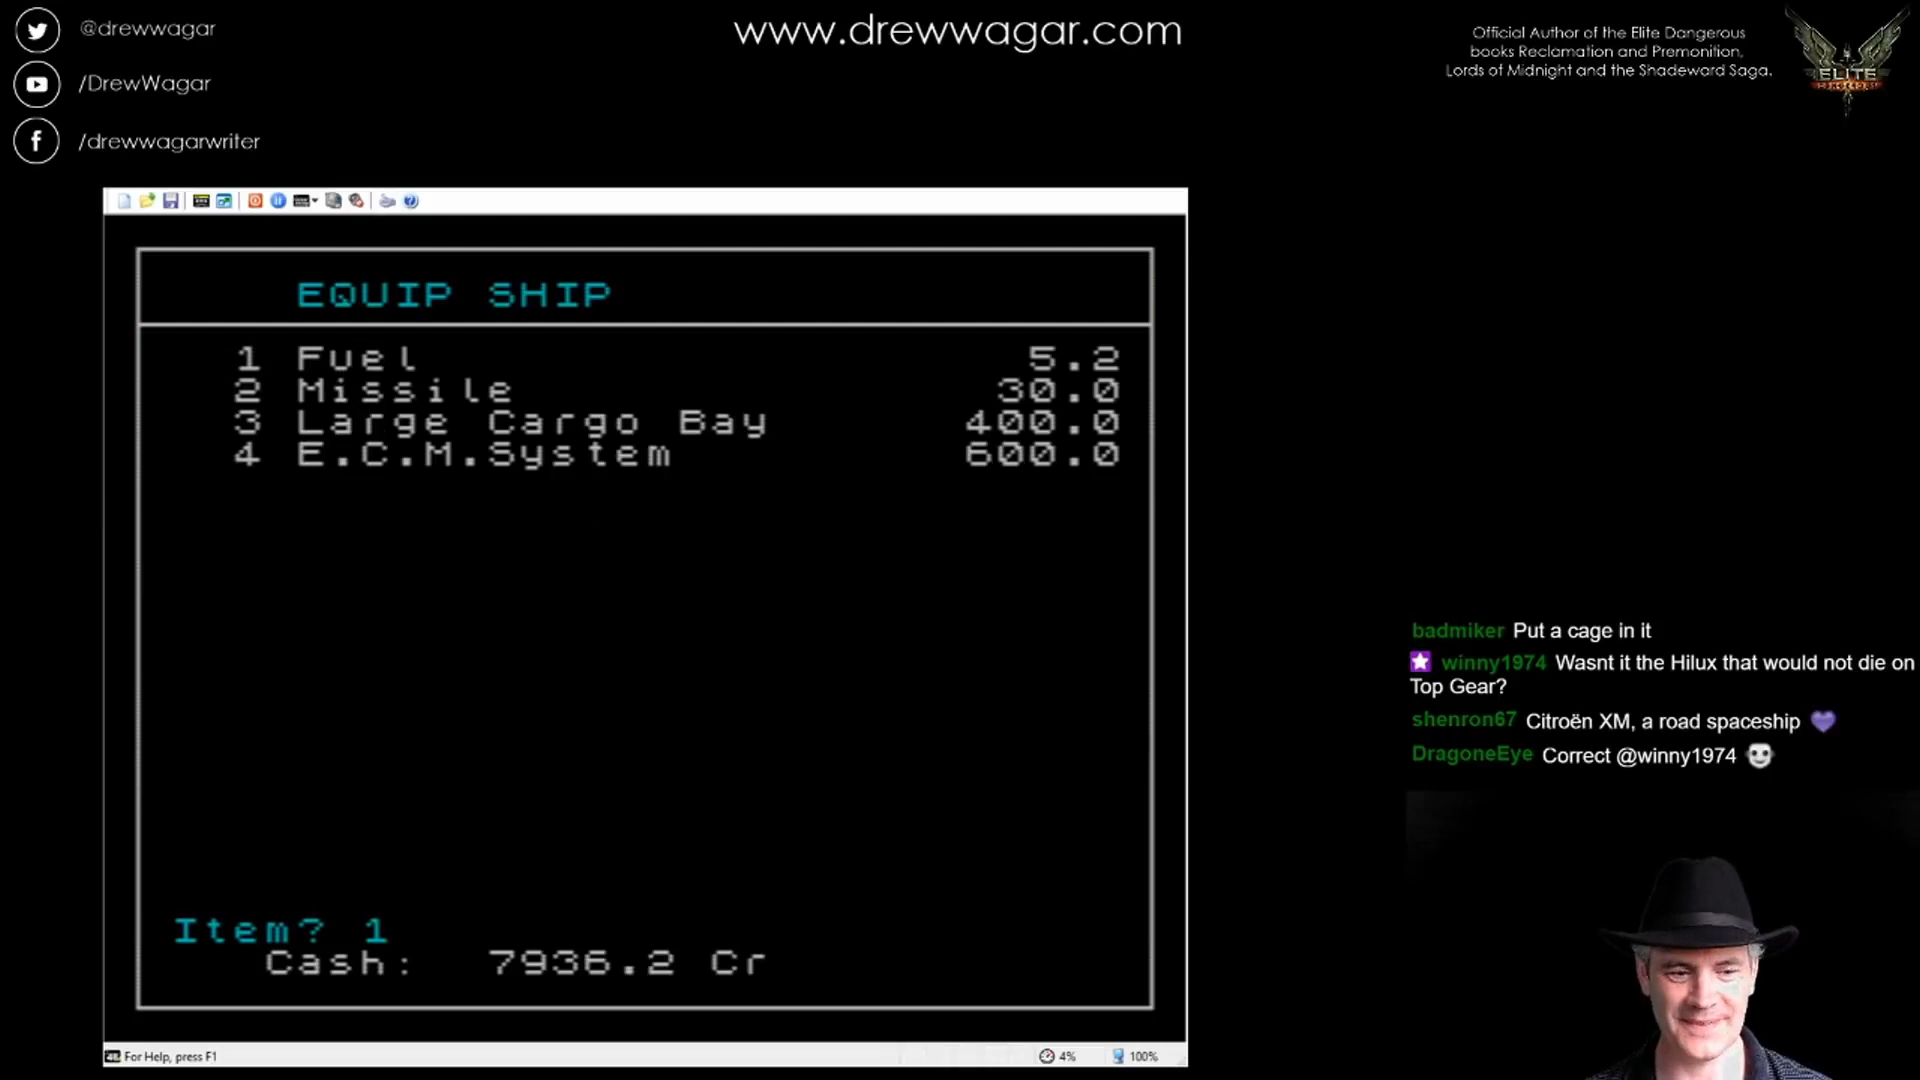 @drewwagar
/DrewWagar
/drewwagarwriter
www.drewwagar.com
Official Author of the Elite Dangerous
books Reclamation and Premonition,
Lords of Midnight and the Shadeward Saga.
ELITE
DANGEROUS
EQUIP SHIP
1 Fuel 5.2
2 Missile 30.0
3 Large Cargo Bay 400.0
4 E.C.M.System 600.0
Item? 1
Cash: 7936.2 Cr
For Help, press F1
4%
100%
badmiker Put a cage in it
winny1974 Wasnt it the Hilux that would not die on
Top Gear?
shenron67 Citroën XM, a road spaceship
DragoneEye Correct @winny1974